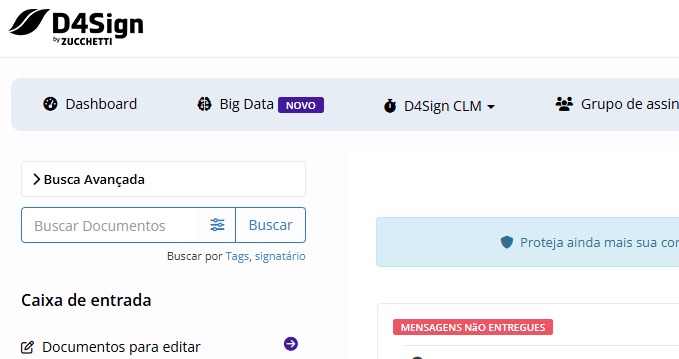 D4Sign
by ZUCCHETTI
Dashboard
Big Data NOVO
D4Sign CLM
Grupo de assin
Busca Avançada
Buscar Documentos
Buscar
Buscar por Tags, signatário
Proteja ainda mais sua con
Caixa de entrada
MENSAGENS NãO ENTREGUES
Documentos para editar